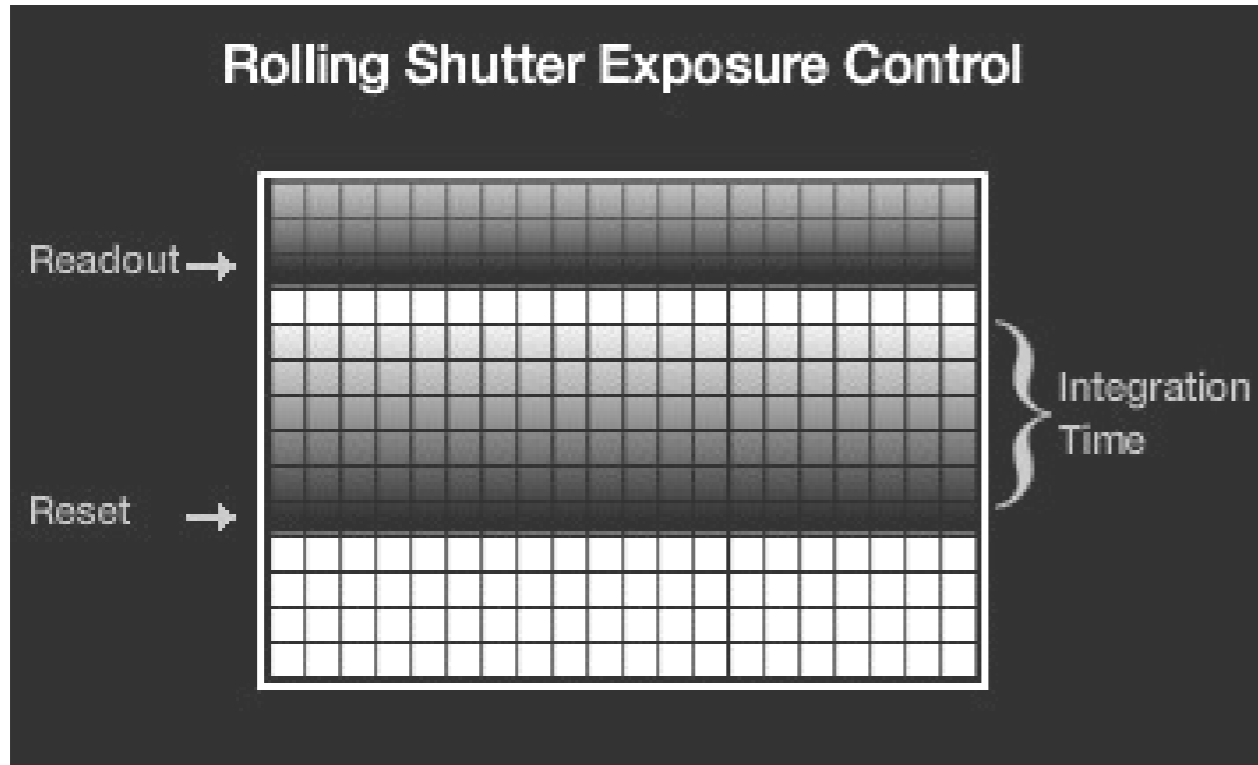 Rolling Shutter Exposure Control
Readout
Integration
Time
Reset